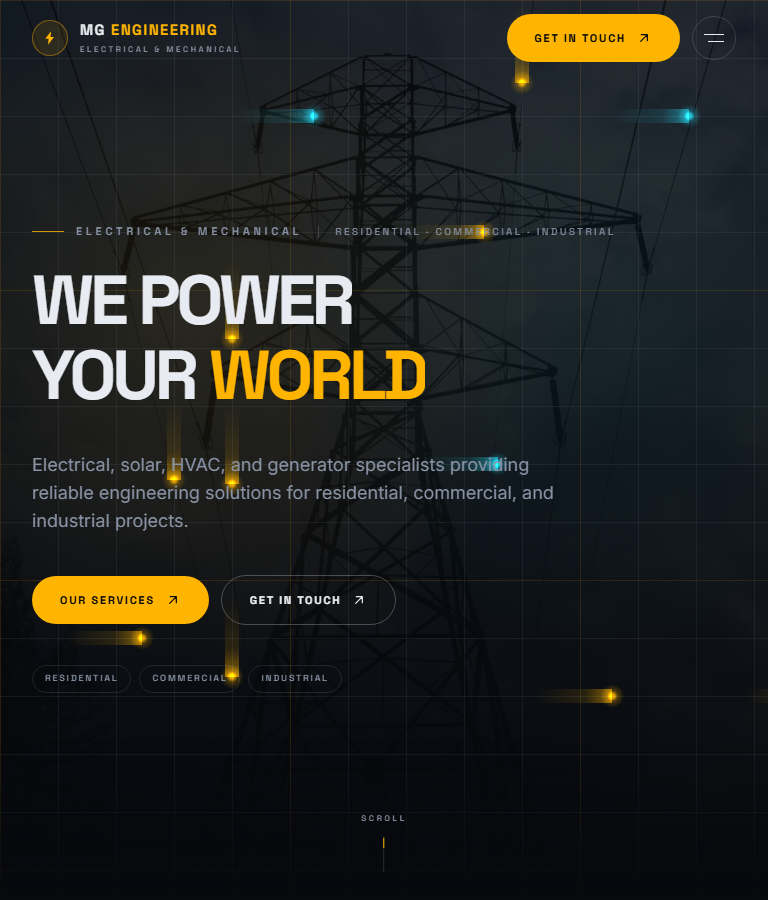 MG ENGINEERING
ELECTRICAL & MECHANICAL
GET IN TOUCH
ELECTRICAL & MECHANICAL | RESIDENTIAL · COMMERCIAL · INDUSTRIAL
WE POWER
YOUR WORLD
Electrical, solar, HVAC, and generator specialists providing
reliable engineering solutions for residential, commercial, and
industrial projects.
OUR SERVICES
GET IN TOUCH
RESIDENTIAL
COMMERCIAL
INDUSTRIAL
SCROLL